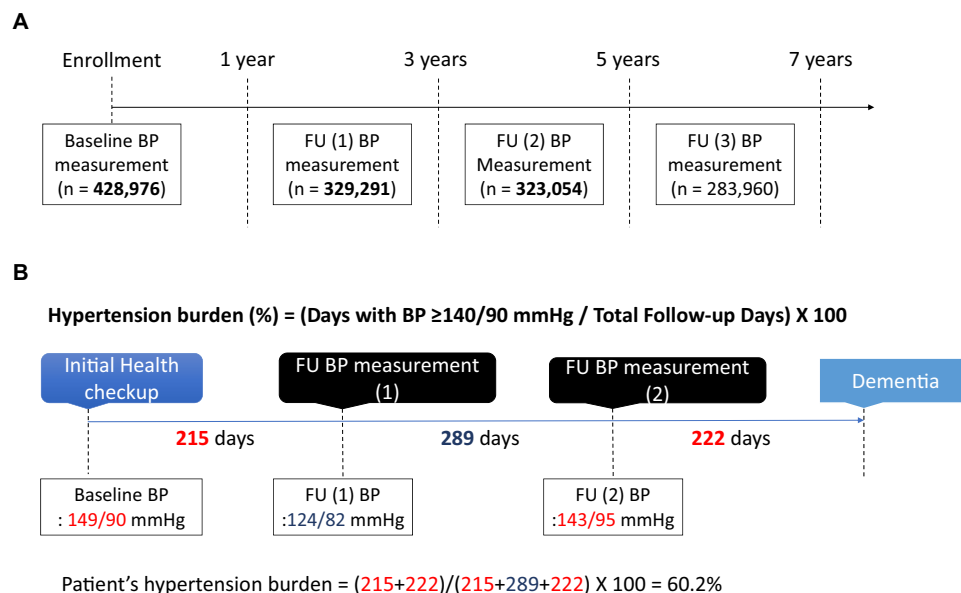 A
Enrollment
1 year
3 years
5 years
7 years
Baseline BP
measurement
(n = 428,976)
FU (1) BP
measurement
(n = 329,291)
FU (2) BP
Measurement
(n = 323,054)
FU (3) BP
measurement
(n = 283,960)
B
Hypertension burden (%) = (Days with BP ≥140/90 mmHg / Total Follow-up Days) X 100
Initial Health
checkup
FU BP measurement
(1)
FU BP measurement
(2)
Dementia
215 days
289 days
222 days
Baseline BP
: 149/90 mmHg
FU (1) BP
:124/82 mmHg
FU (2) BP
:143/95 mmHg
Patient's hypertension burden = (215+222)/(215+289+222) X 100 = 60.2%